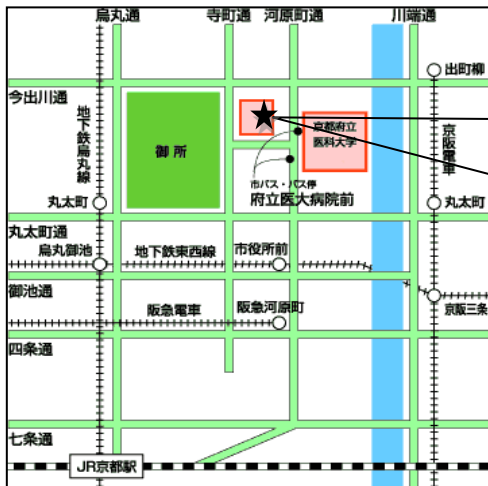 烏丸通
寺町通
河原町通
川端通
出町柳
今出川通
地下鉄烏丸線
御所
京都府立
医科大学
京阪電車
市バス・バス停
府立医大病院前
丸太町
丸太町
丸太町通
烏丸御池
地下鉄東西線
市役所前
御池通
阪急電車
阪急河原町
京阪三条
四条通
七条通
JR京都駅